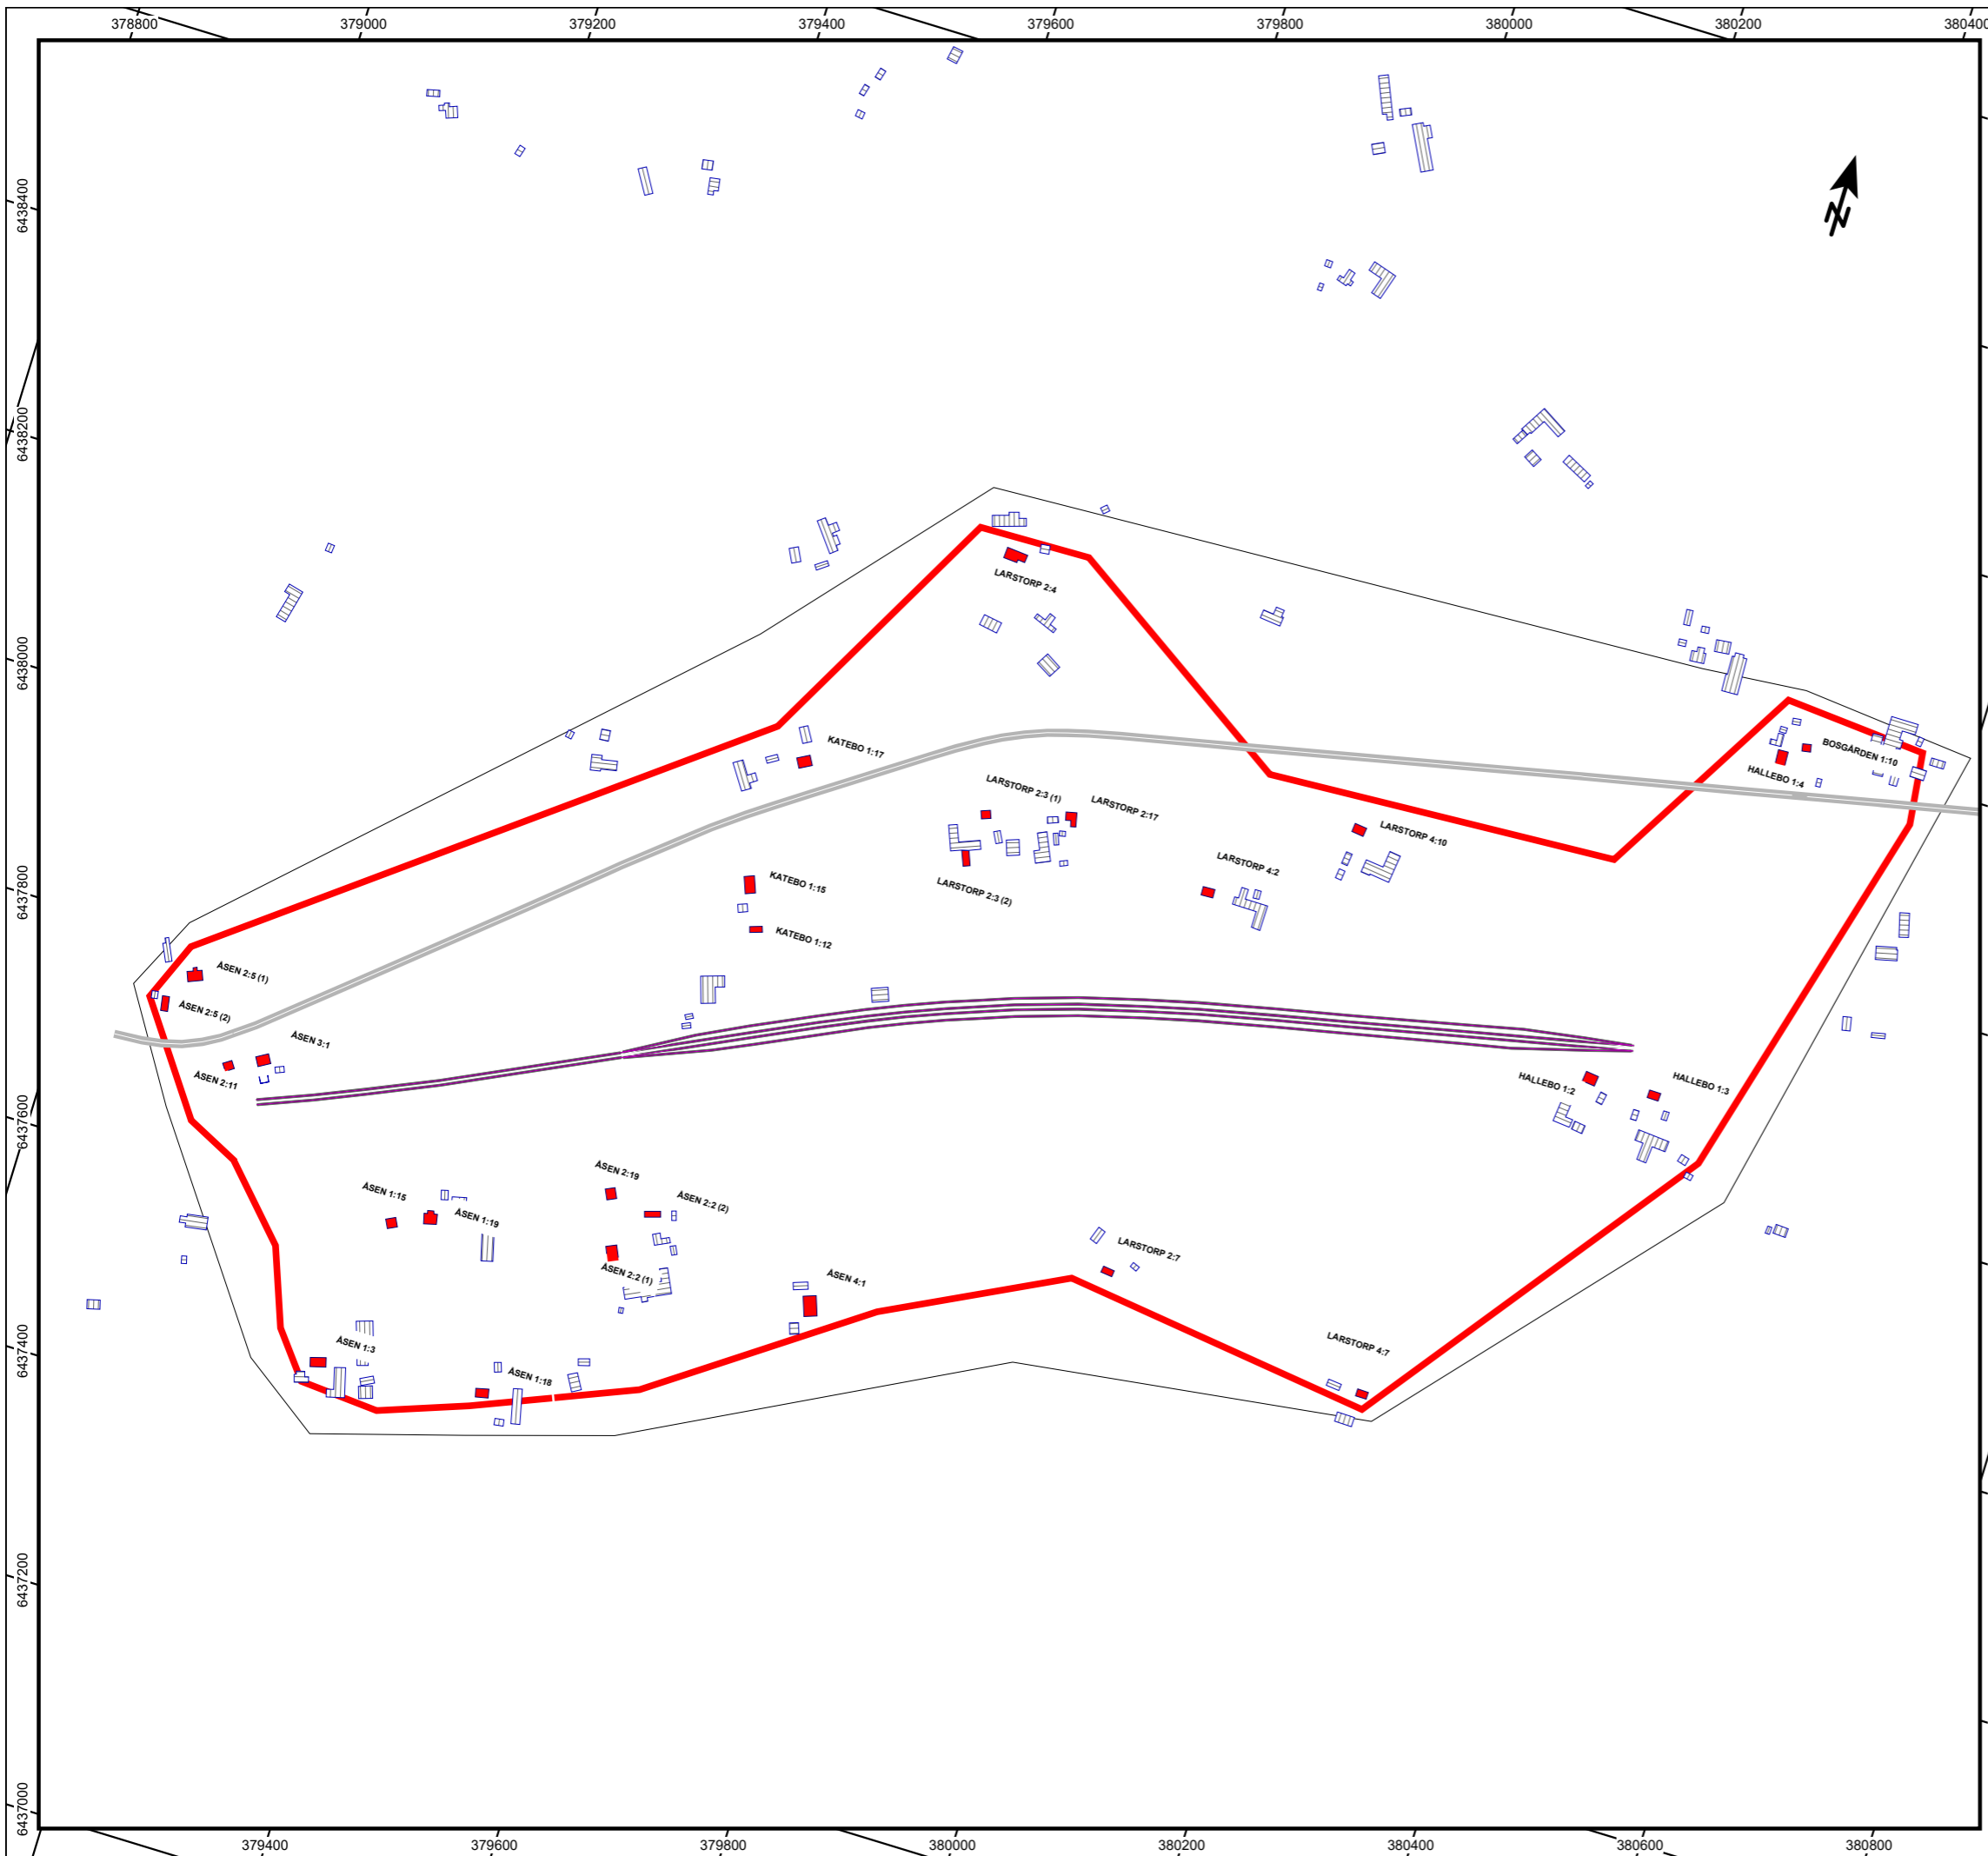 378800 379000 379200 379400 379600 379800 380000 380200 380400
6438400
N
6438200
LARSTORP 2:4
6438000
KATEBO 1:17
BOSGÅRDEN 1:10
HALLEBO 1:4
LARSTORP 2:3 (1)
LARSTORP 2:17
LARSTORP 4:10
LARSTORP 4:2
KATEBO 1:15
6437800
LARSTORP 2:3 (2)
KATEBO 1:12
ÅSEN 2:5 (1)
ÅSEN 2:5 (2)
ÅSEN 3:1
ÅSEN 2:11
HALLEBO 1:2
HALLEBO 1:3
6437600
ÅSEN 2:19
ÅSEN 1:15
ÅSEN 2:2 (2)
ÅSEN 1:19
LARSTORP 2:7
ÅSEN 2:2 (1)
ÅSEN 4:1
6437400
ÅSEN 1:3
LARSTORP 4:7
ÅSEN 1:18
6437200
6437000
379400 379600 379800 380000 380200 380400 380600 380800